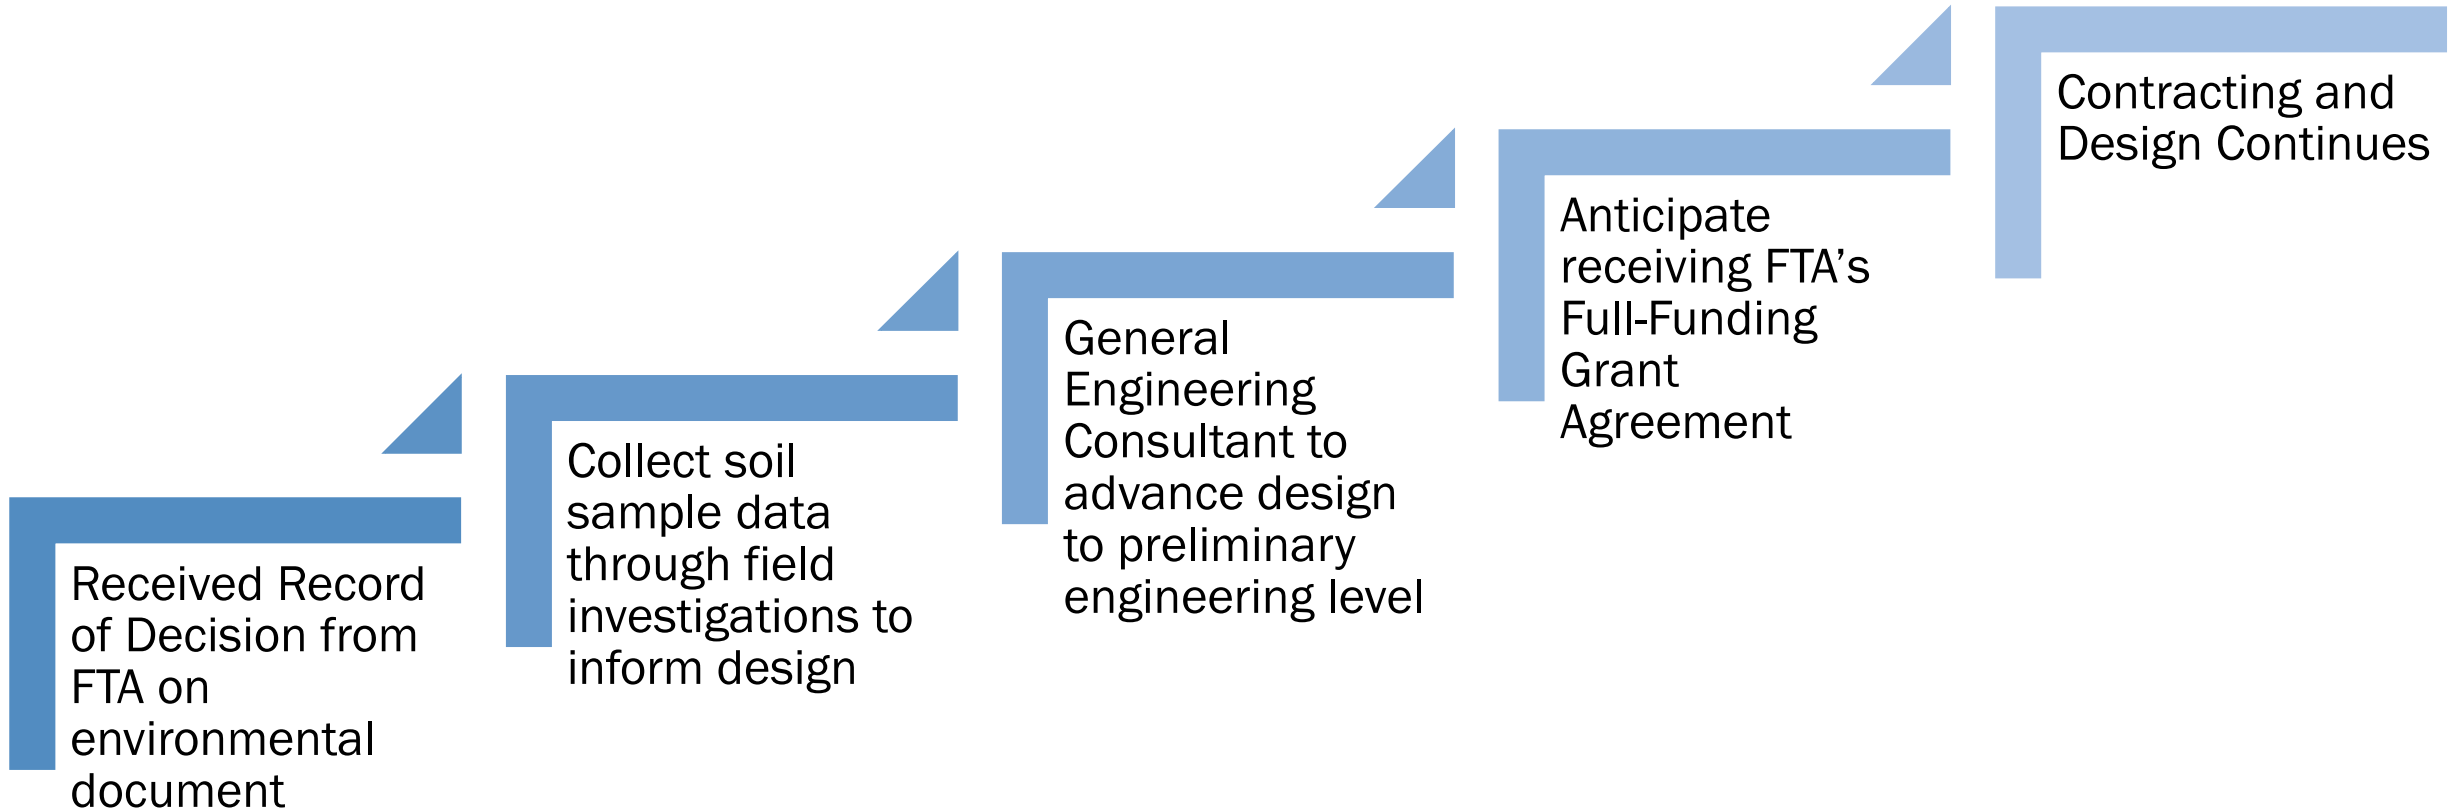 Received Record
of Decision from
FTA on
environmental
document
Collect soil
sample data
through field
investigations to
inform design
General
Engineering
Consultant to
advance design
to preliminary
engineering level
Anticipate
receiving FTA’s
Full-Funding
Grant
Agreement
Contracting and
Design Continues